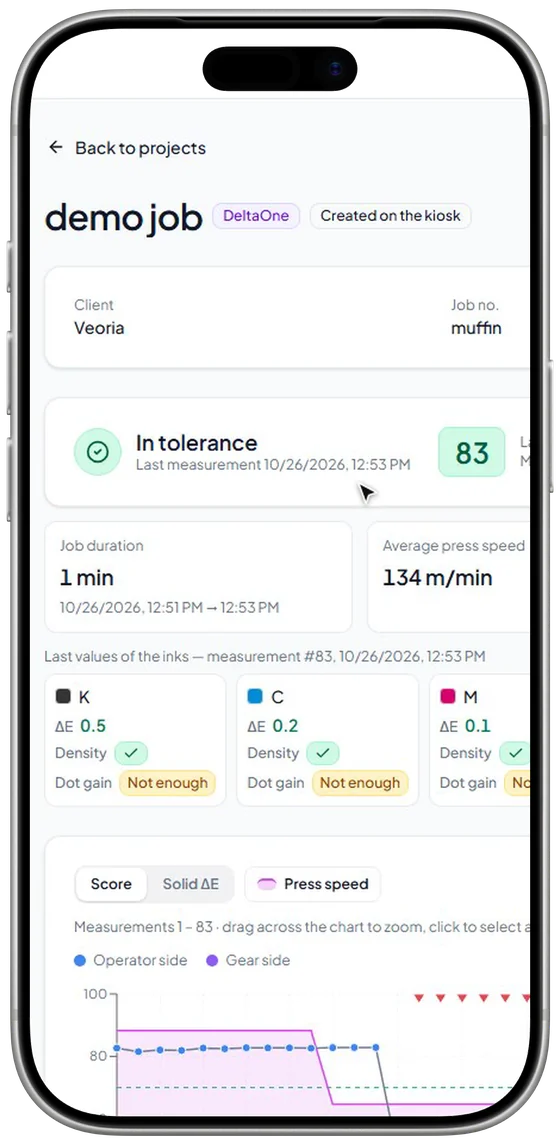 Back to projects
demo job DeltaOne Created on the kiosk
Client Job no.
Veoria muffin
In tolerance
Last measurement 10/26/2026, 12:53 PM
83
Job duration Average press speed
1 min 134 m/min
10/26/2026, 12:51 PM → 12:53 PM
Last values of the inks — measurement #83, 10/26/2026, 12:53 PM
K C M
ΔE 0.5 ΔE 0.2 ΔE 0.1
Density Density Density
Dot gain Not enough Dot gain Not enough Dot gain
Score Solid ΔE Press speed
Measurements 1 – 83 · drag across the chart to zoom, click to select
Operator side Gear side
100
80